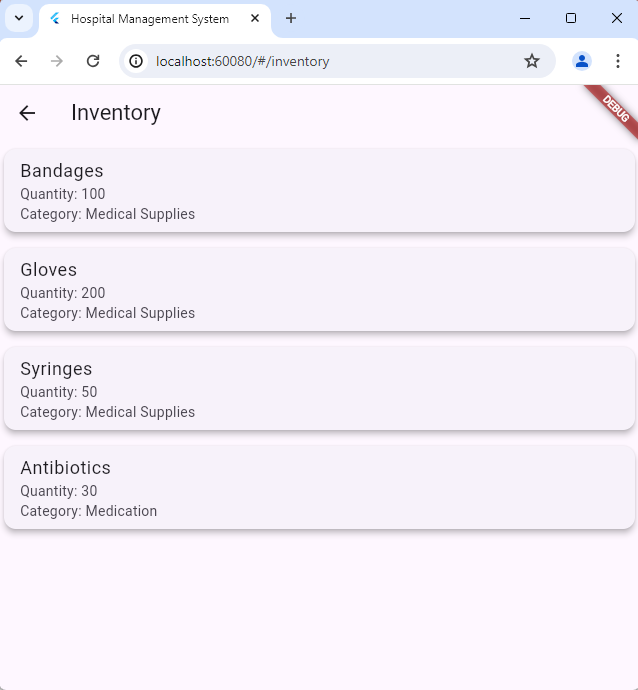 Hospital Management System
localhost:60080/#/inventory
DEBUG
Inventory
Bandages
Quantity: 100
Category: Medical Supplies
Gloves
Quantity: 200
Category: Medical Supplies
Syringes
Quantity: 50
Category: Medical Supplies
Antibiotics
Quantity: 30
Category: Medication